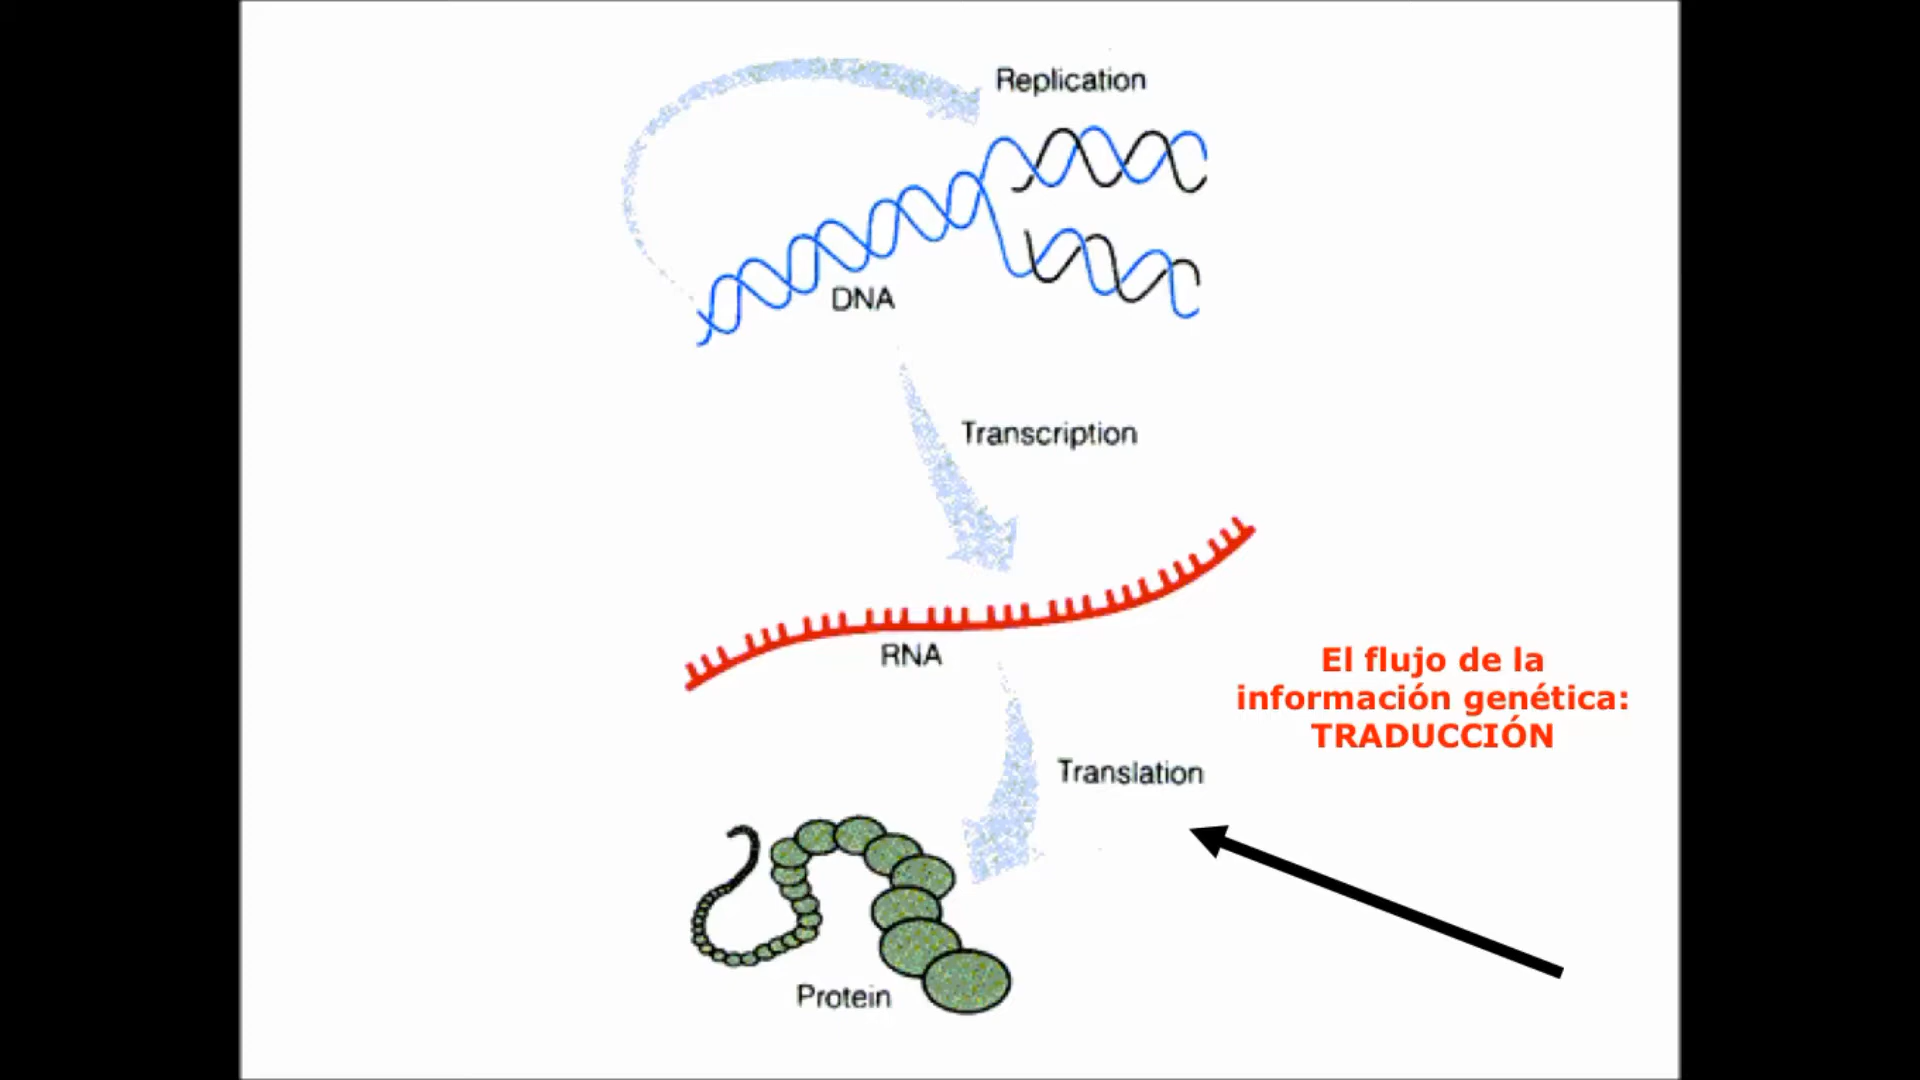 Replication
DNA
Transcription
RNA
El flujo de la
información genética:
TRADUCCIÓN
Translation
Protein